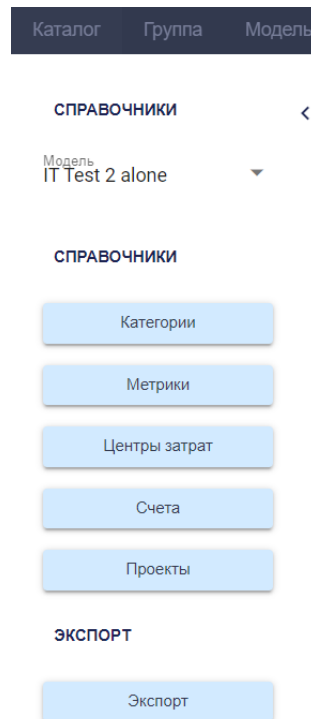 Каталог Группа Модель
СПРАВОЧНИКИ
Модель
IT Test 2 alone
СПРАВОЧНИКИ
Категории
Метрики
Центры затрат
Счета
Проекты
ЭКСПОРТ
Экспорт